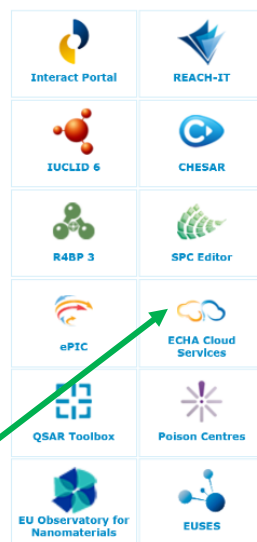 Interact Portal
REACH-IT
IUCLID 6
CHESAR
R4BP 3
SPC Editor
ePIC
ECHA Cloud
Services
QSAR Toolbox
Poison Centres
EU Observatory for
Nanomaterials
EUSES